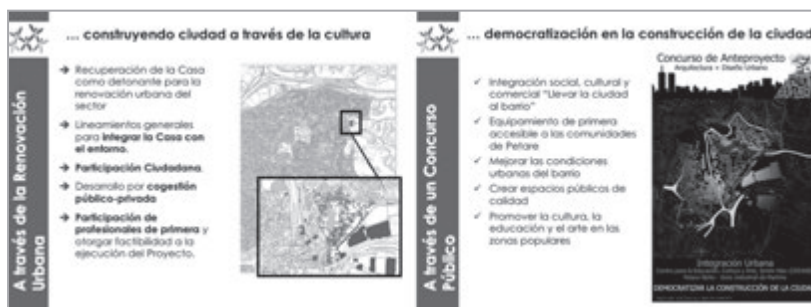 ... construyendo ciudad a través de la cultura
A través de la Renovación
Urbana
→ Recuperación de la Casa
como detonante para la
renovación urbana del
sector
→ Lineamientos generales
para integrar la Casa con
el entorno.
→ Participación Ciudadana.
→ Desarrollo por cogestión
público-privada
→ Participación de
profesionales de primera y
otorgar factibilidad a la
ejecución del Proyecto.
... democratización en la construcción de la ciudad
A través de un Concurso
Público
✓ Integración social, cultural y
comercial "Llevar la ciudad
al barrio"
✓ Equipamiento de primera
accesible a las comunidades
de Petare
✓ Mejorar las condiciones
urbanas del barrio
✓ Crear espacios públicos de
calidad
✓ Promover la cultura, la
educación y el arte en las
zonas populares
Concurso de Anteproyecto
Arquitectura + Diseño Urbano
Integración Urbana
DEMOCRATIZAR LA CONSTRUCCIÓN DE LA CIUDAD